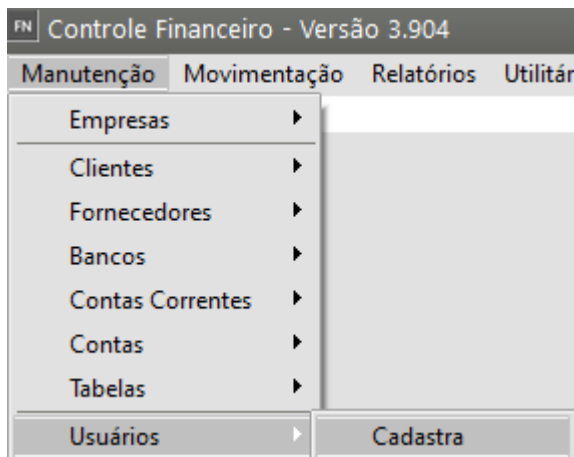 FN Controle Financeiro - Versão 3.904
Manutenção Movimentação Relatórios Utilitár
Empresas
Clientes
Fornecedores
Bancos
Contas Correntes
Contas
Tabelas
Usuários Cadastra